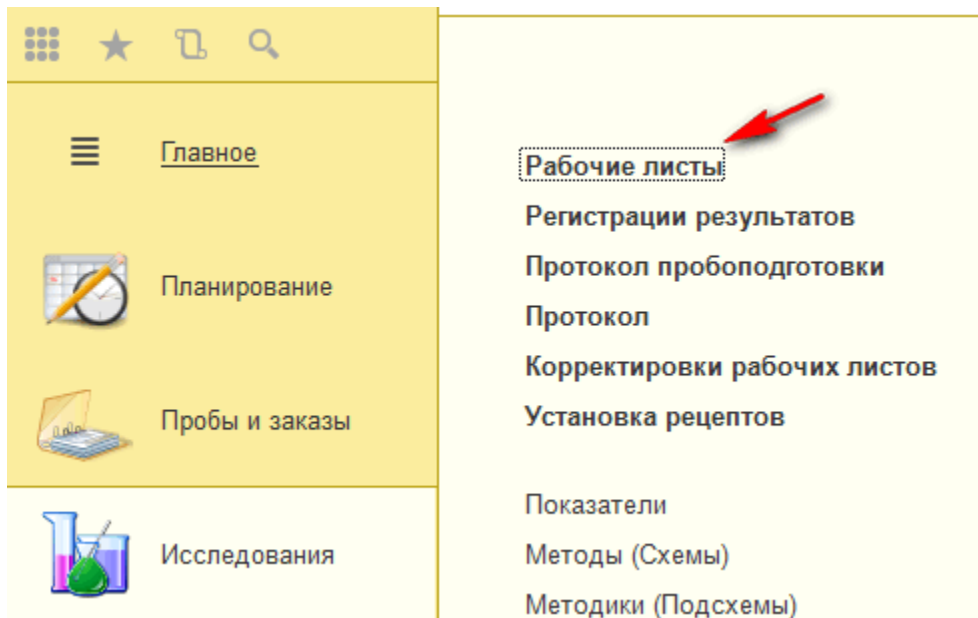 Главное
Планирование
Пробы и заказы
Исследования
Рабочие листы
Регистрации результатов
Протокол пробоподготовки
Протокол
Корректировки рабочих листов
Установка рецептов
Показатели
Методы (Схемы)
Методики (Подсхемы)